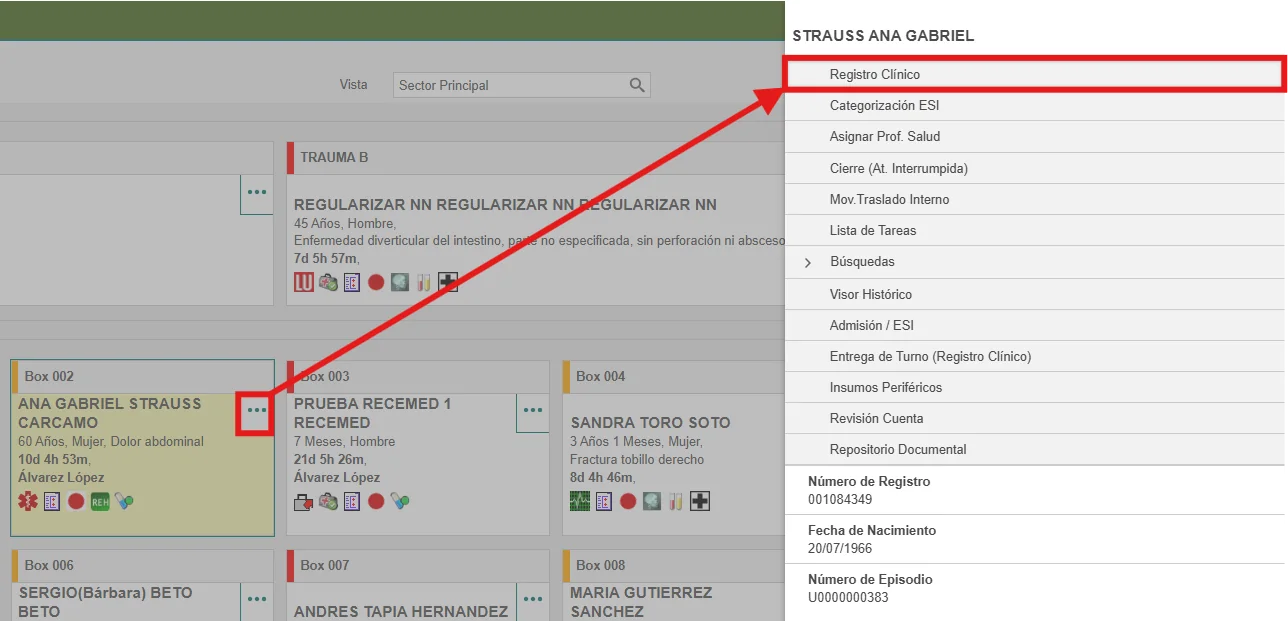 Vista
Sector Principal
TRAUMA B
REGULARIZAR NN REGULARIZAR NN REGULARIZAR NN
45 Años, Hombre,
Enfermedad diverticular del intestino, parte no especificada, sin perforación ni absceso
7d 5h 57m,
Box 002
ANA GABRIEL STRAUSS
CARCAMO
60 Años, Mujer, Dolor abdominal
10d 4h 53m,
Álvarez López
REH
Box 003
PRUEBA RECEMED 1
RECEMED
7 Meses, Hombre
21d 5h 26m,
Álvarez López
Box 004
SANDRA TORO SOTO
3 Años 1 Meses, Mujer,
Fractura tobillo derecho
8d 4h 46m,
Box 006
SERGIO(Bárbara) BETO
BETO
Box 007
ANDRES TAPIA HERNANDEZ
Box 008
MARIA GUTIERREZ
SANCHEZ
STRAUSS ANA GABRIEL
Registro Clínico
Categorización ESI
Asignar Prof. Salud
Cierre (At. Interrumpida)
Mov.Traslado Interno
Lista de Tareas
Búsquedas
Visor Histórico
Admisión / ESI
Entrega de Turno (Registro Clínico)
Insumos Periféricos
Revisión Cuenta
Repositorio Documental
Número de Registro
001084349
Fecha de Nacimiento
20/07/1966
Número de Episodio
U0000000383